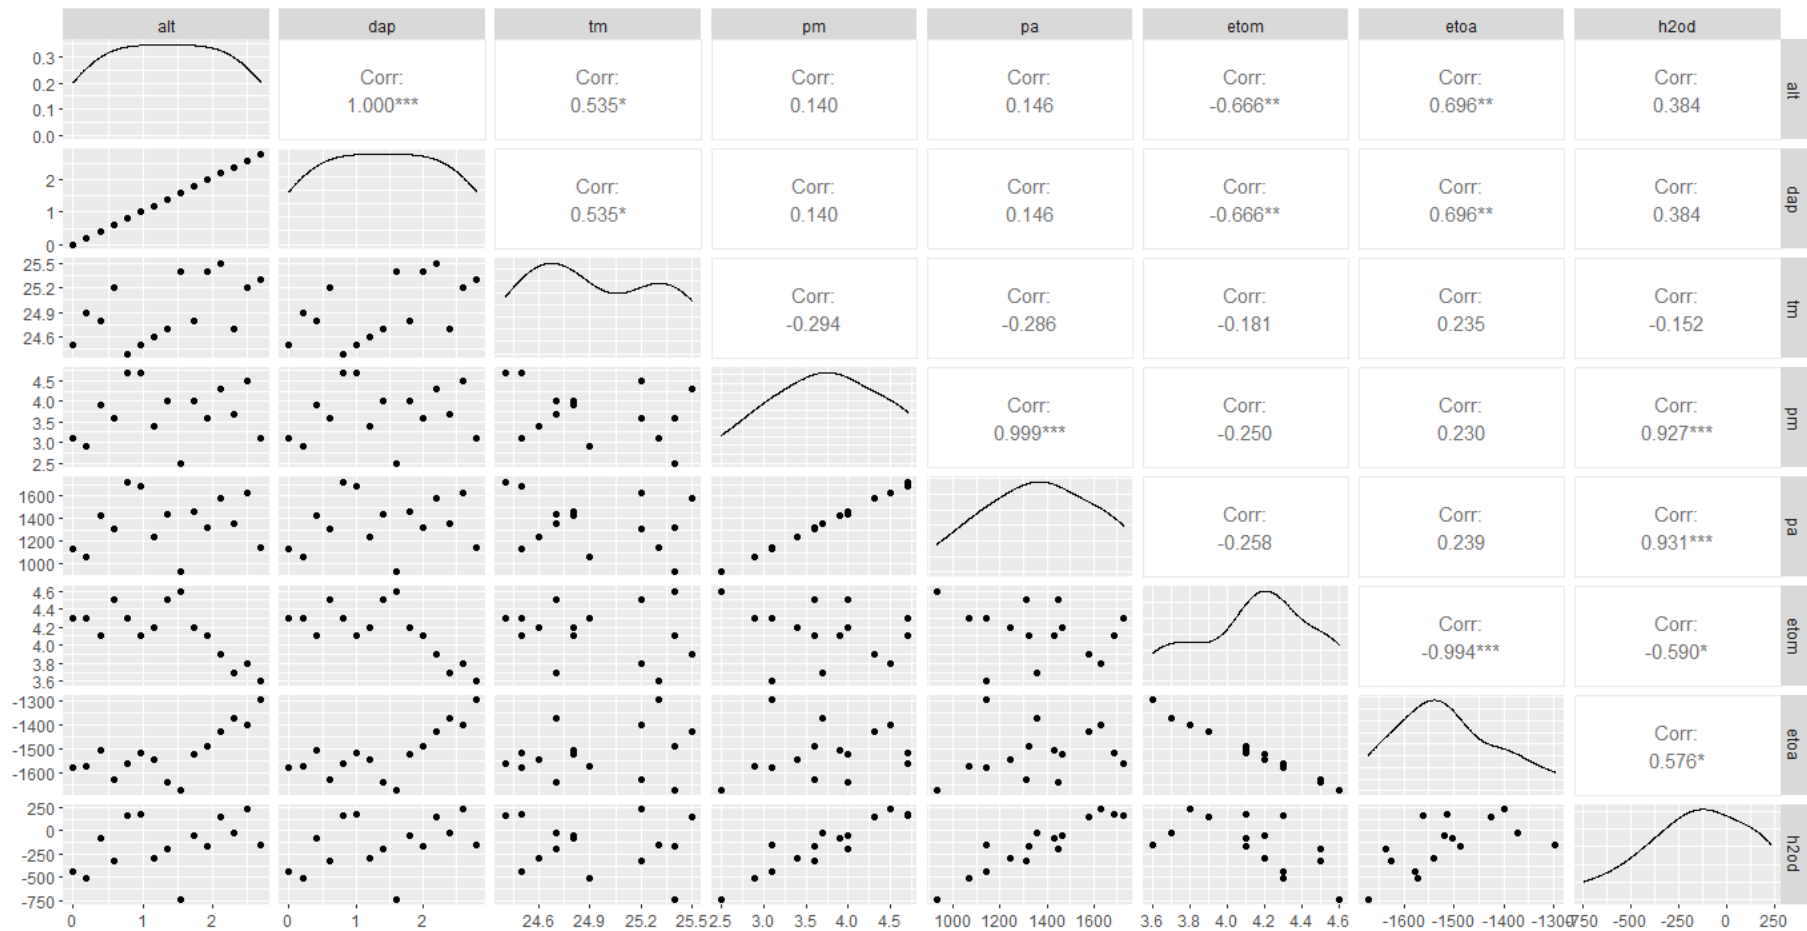 alt dap tm pm pa etom etoa h2od
0.3
0.2
0.1
0.0
Corr:
1.000***
Corr:
0.535*
Corr:
0.140
Corr:
0.146
Corr:
-0.666**
Corr:
0.696**
Corr:
0.384
alt
2
1
0
Corr:
0.535*
Corr:
0.140
Corr:
0.146
Corr:
-0.666**
Corr:
0.696**
Corr:
0.384
dap
25.5
25.2
24.9
24.6
Corr:
-0.294
Corr:
-0.286
Corr:
-0.181
Corr:
0.235
Corr:
-0.152
tm
4.5
4.0
3.5
3.0
2.5
Corr:
0.999***
Corr:
-0.250
Corr:
0.230
Corr:
0.927***
pm
1600
1400
1200
1000
Corr:
-0.258
Corr:
0.239
Corr:
0.931***
pa
4.6
4.4
4.2
4.0
3.8
3.6
Corr:
-0.994***
Corr:
-0.590*
etom
-1300
-1400
-1500
-1600
Corr:
0.576*
etoa
250
0
-250
-500
-750
h2od
0 1 2 0 1 2 24.6 24.9 25.2 25.5 2.5 3.0 3.5 4.0 4.5 1000 1200 1400 1600 3.6 3.8 4.0 4.2 4.4 4.6 -1600 -1500 -1400 -1300 -750 -500 -250 0 250